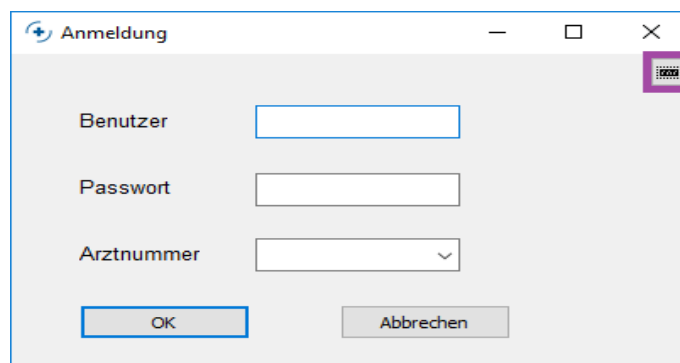 Anmeldung
Benutzer
Passwort
Arztnummer
OK Abbrechen